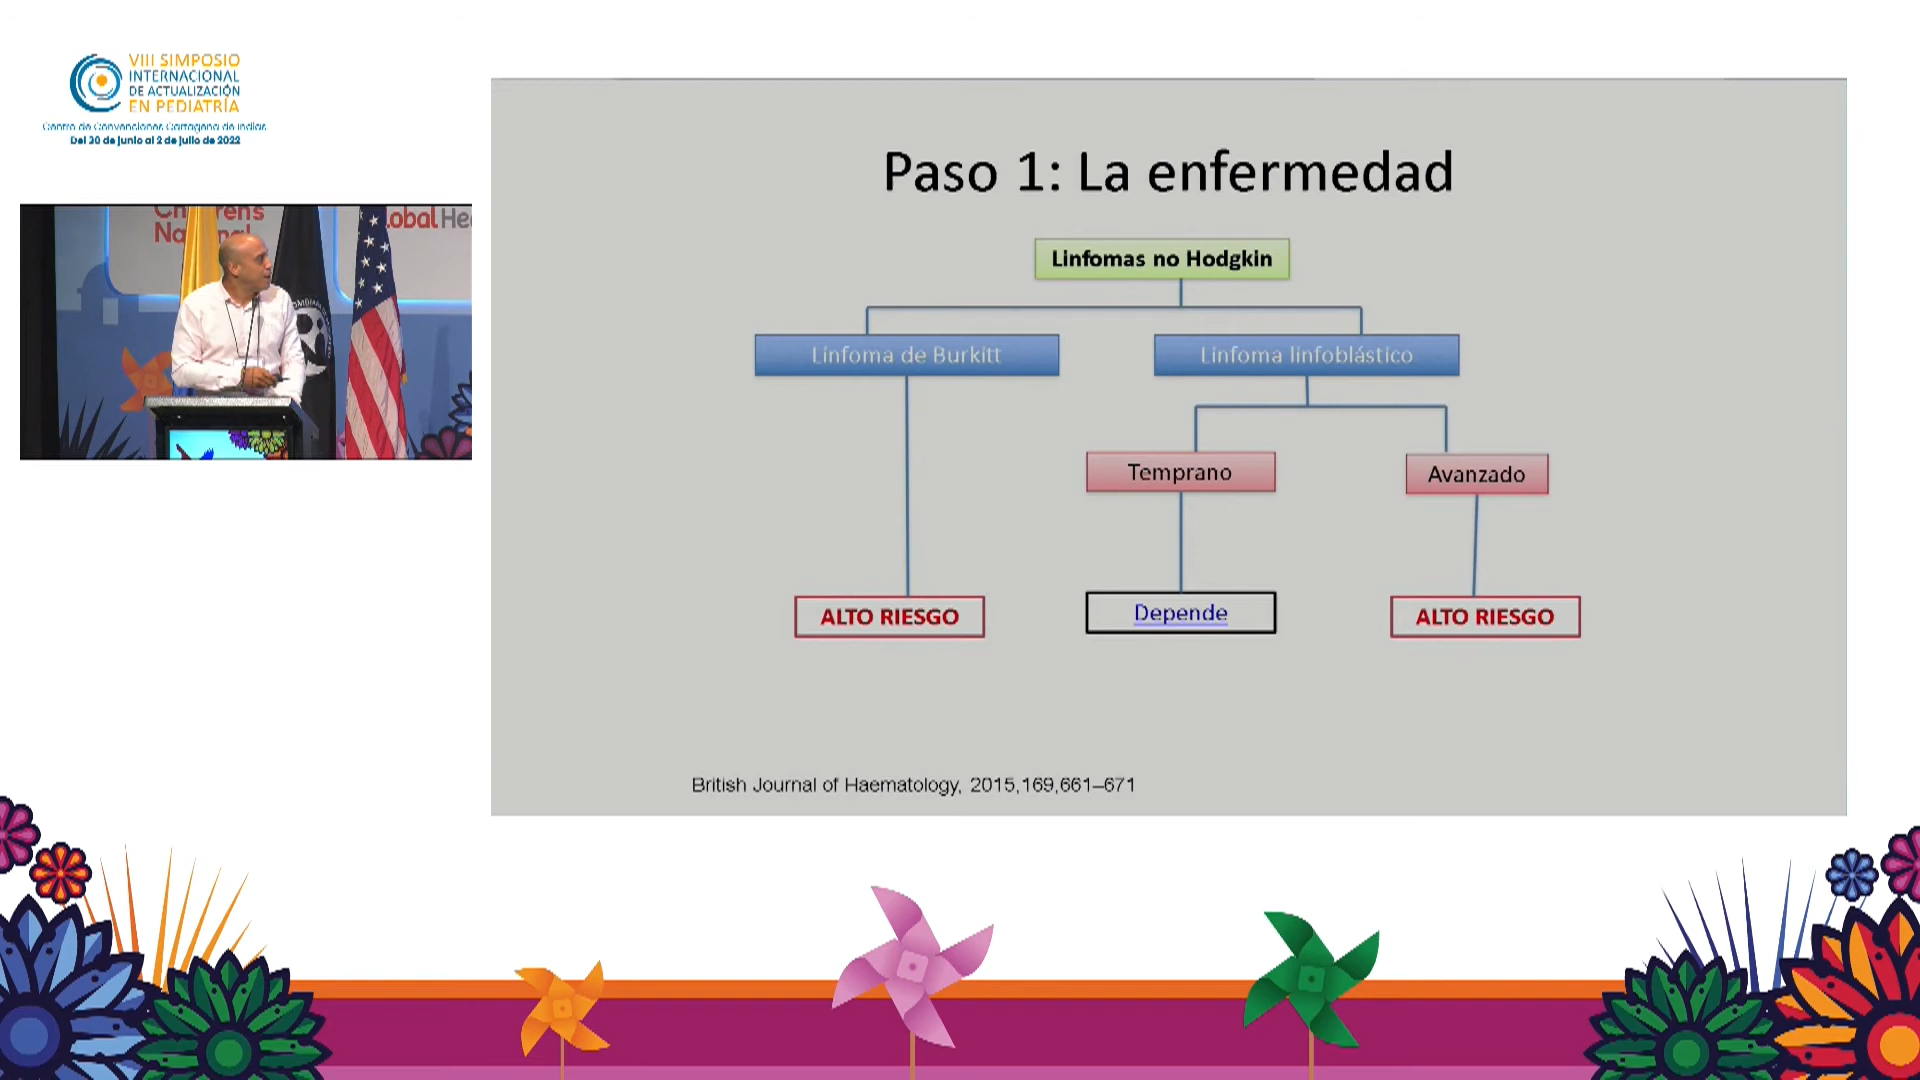 VIII SIMPOSIO
INTERNACIONAL
DE ACTUALIZACIÓN
EN PEDIATRÍA
Centro de Convenciones Cartagena de Indias
Del 30 de junio al 2 de julio de 2022
Paso 1: La enfermedad
Linfomas no Hodgkin
Linfoma de Burkitt
Linfoma linfoblástico
Temprano
Avanzado
ALTO RIESGO
Depende
ALTO RIESGO
British Journal of Haematology, 2015,169,661–671